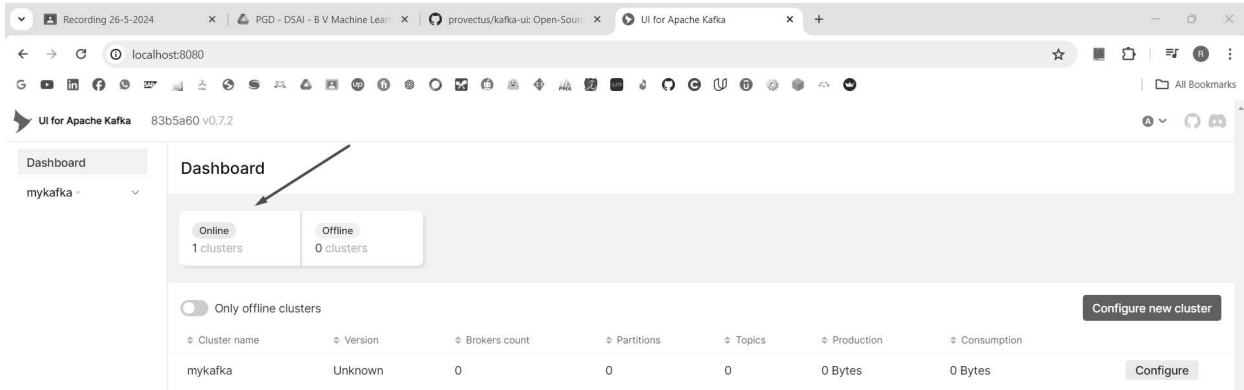 Recording 26-5-2024
PGD - DSAI - B V Machine Lear
provectus/kafka-ui: Open-Sour
UI for Apache Kafka
localhost:8080
All Bookmarks
UI for Apache Kafka 83b5a60 v0.7.2
Dashboard
mykafka
Dashboard
Online
1 clusters
Offline
0 clusters
Only offline clusters
Configure new cluster
Cluster name Version Brokers count Partitions Topics Production Consumption
mykafka Unknown 0 0 0 0 Bytes 0 Bytes Configure